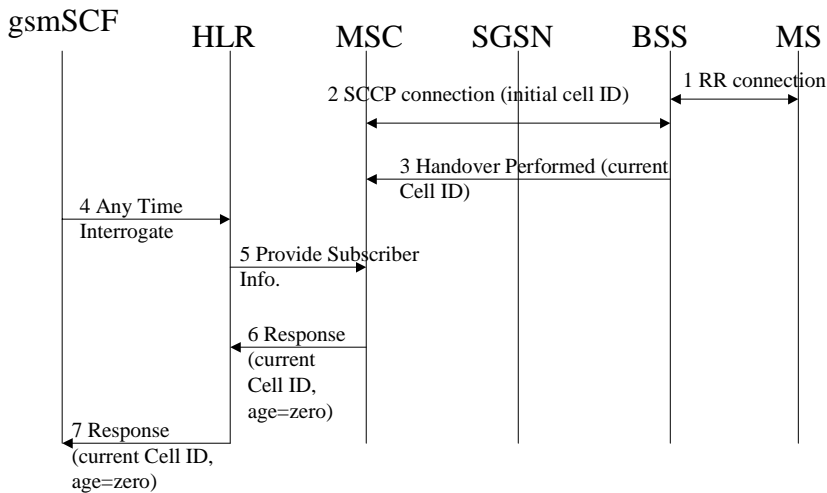 gsmSCF
HLR
MSC
SGSN
BSS
MS
1 RR connection
2 SCCP connection (initial cell ID)
3 Handover Performed (current
Cell ID)
4 Any Time
Interrogate
5 Provide Subscriber
Info.
6 Response
(current
Cell ID,
age=zero)
7 Response
(current Cell ID,
age=zero)